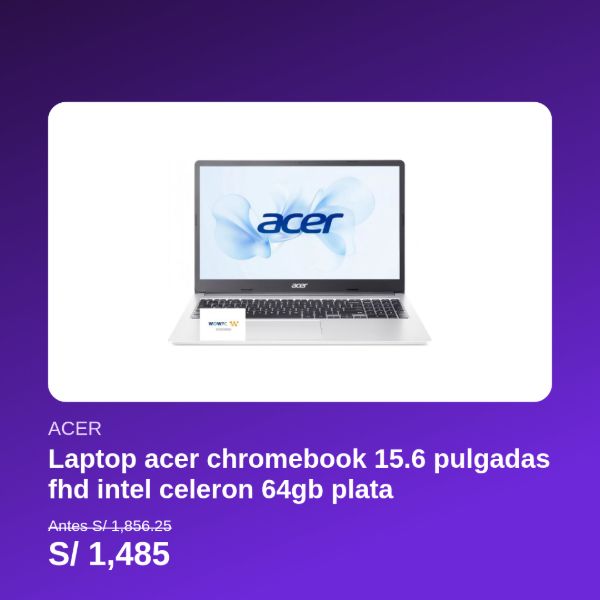 acer
acer
ACER
Laptop acer chromebook 15.6 pulgadas
fhd intel celeron 64gb plata
Antes S/ 1,856.25
S/ 1,485